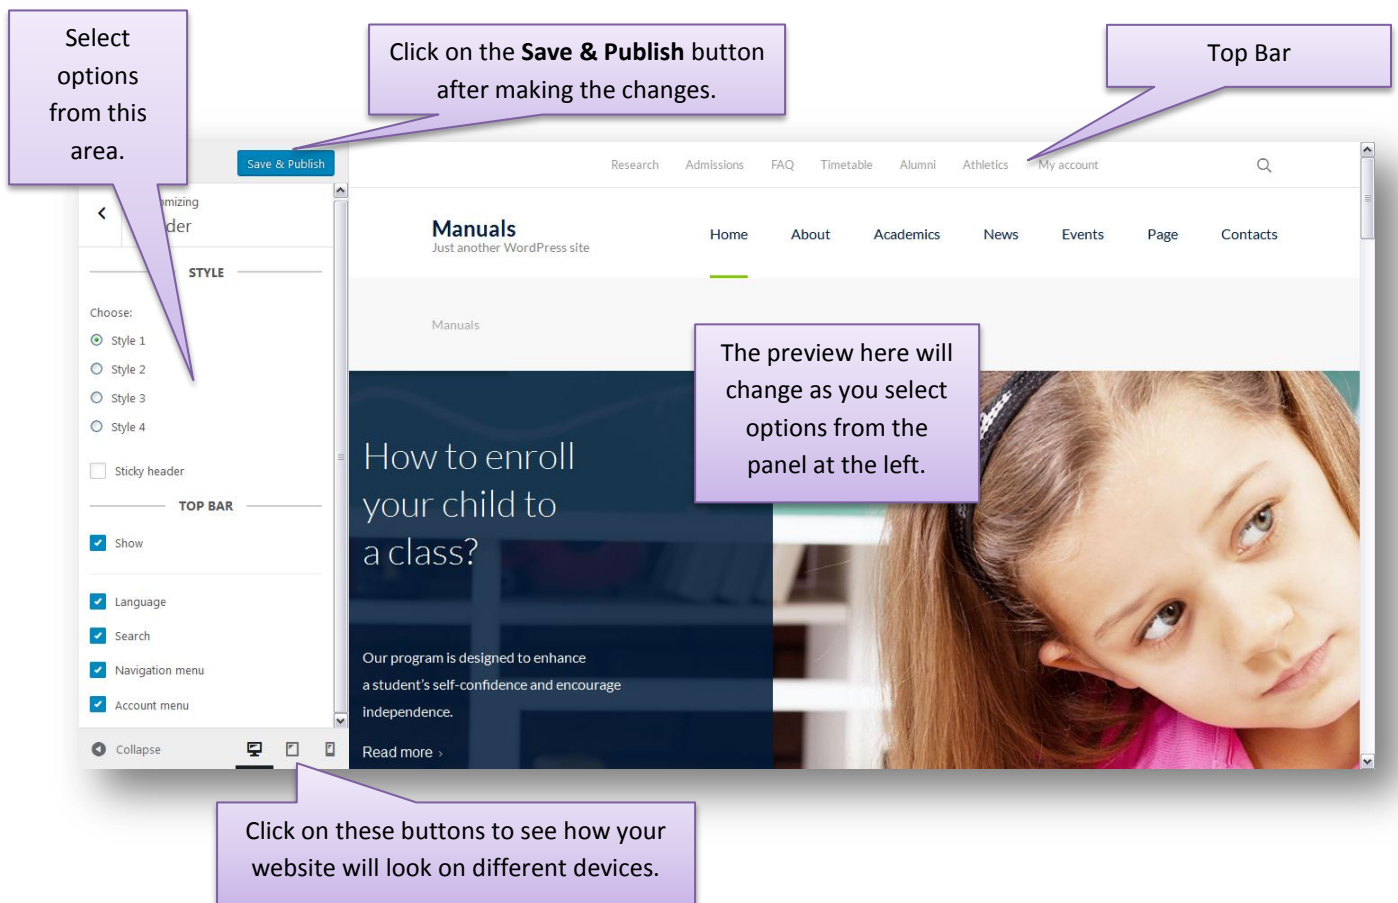 Select
options
from this
area.
Click on the Save & Publish button
after making the changes.
Top Bar
Save & Publish
Research Admissions FAQ Timetable Alumni Athletics My account
Manuals
Just another WordPress site
Home About Academics News Events Page Contacts
STYLE
Choose:
Style 1
Style 2
Style 3
Style 4
Sticky header
TOP BAR
Show
Language
Search
Navigation menu
Account menu
Collapse
Manuals
The preview here will
change as you select
options from the
panel at the left.
How to enroll
your child to
a class?
Our program is designed to enhance
a student's self-confidence and encourage
independence.
Read more ›
Click on these buttons to see how your
website will look on different devices.